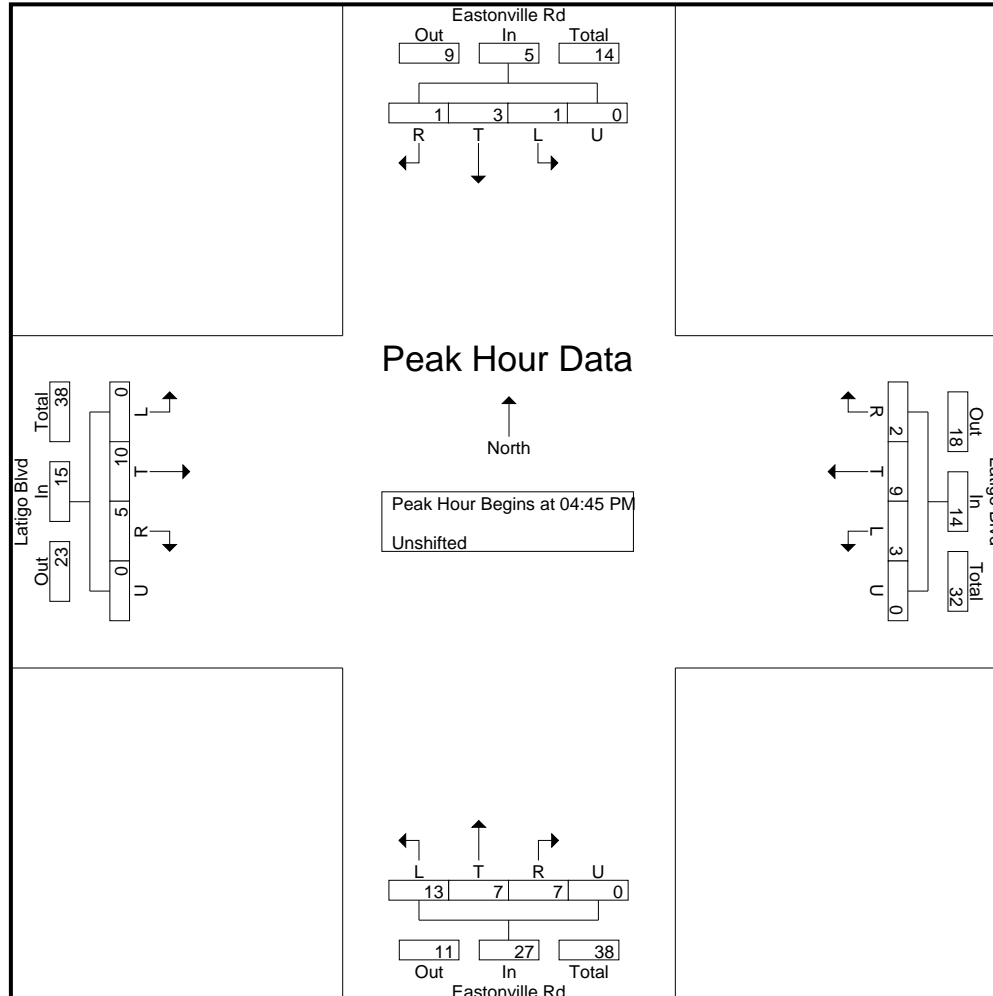 Eastonville Rd
Out In Total
9 5 14
1 3 1 0
R T L U
Peak Hour Data
North
Peak Hour Begins at 04:45 PM
Unshifted
Latigo Blvd
Total In Out
38 15 23
0 10 5 0
L T R U
R T L U
2 9 3 0
Out In Total
18 14 32
Latigo Blvd
L T R U
13 7 7 0
11 27 38
Out In Total
Eastonville Rd